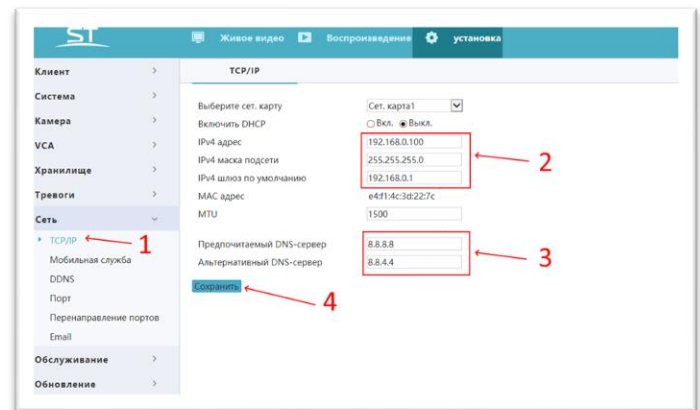 ST
Живое видео Воспроизведение установка
Клиент
Система
Камера
VCA
Хранилище
Тревоги
Сеть
TCP/IP 1
Мобильная служба
DDNS
Порт
Перенаправление портов
Email
Обслуживание
Обновление
TCP/IP
Выберите сет. карту Сет. карта1
Включить DHCP Вкл. Выкл.
IPv4 адрес 192.168.0.100
IPv4 маска подсети 255.255.255.0 2
IPv4 шлюз по умолчанию 192.168.0.1
MAC адрес e4:f1:4c:3d:22:7c
MTU 1500
Предпочитаемый DNS-сервер 8.8.8.8
Альтернативный DNS-сервер 8.8.4.4 3
Сохранить 4